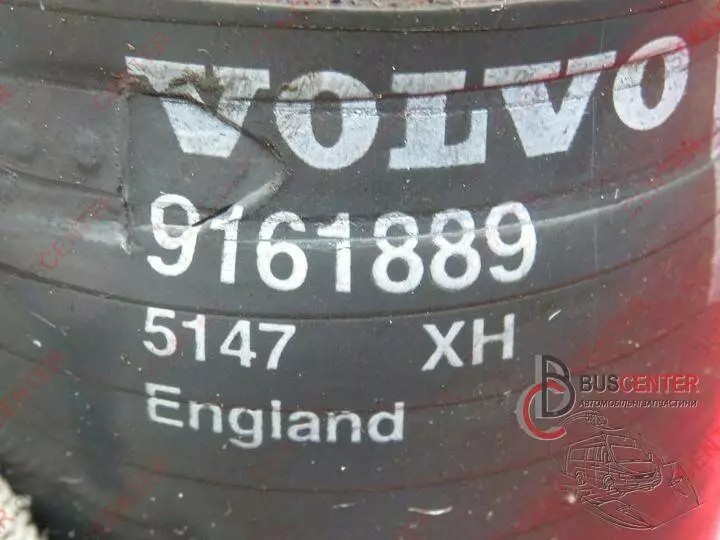 VOLVO
9161889
5147 XH
England
BUSCENTER
АВТОМОБІЛЬНІ ЗАПЧАСТИНИ